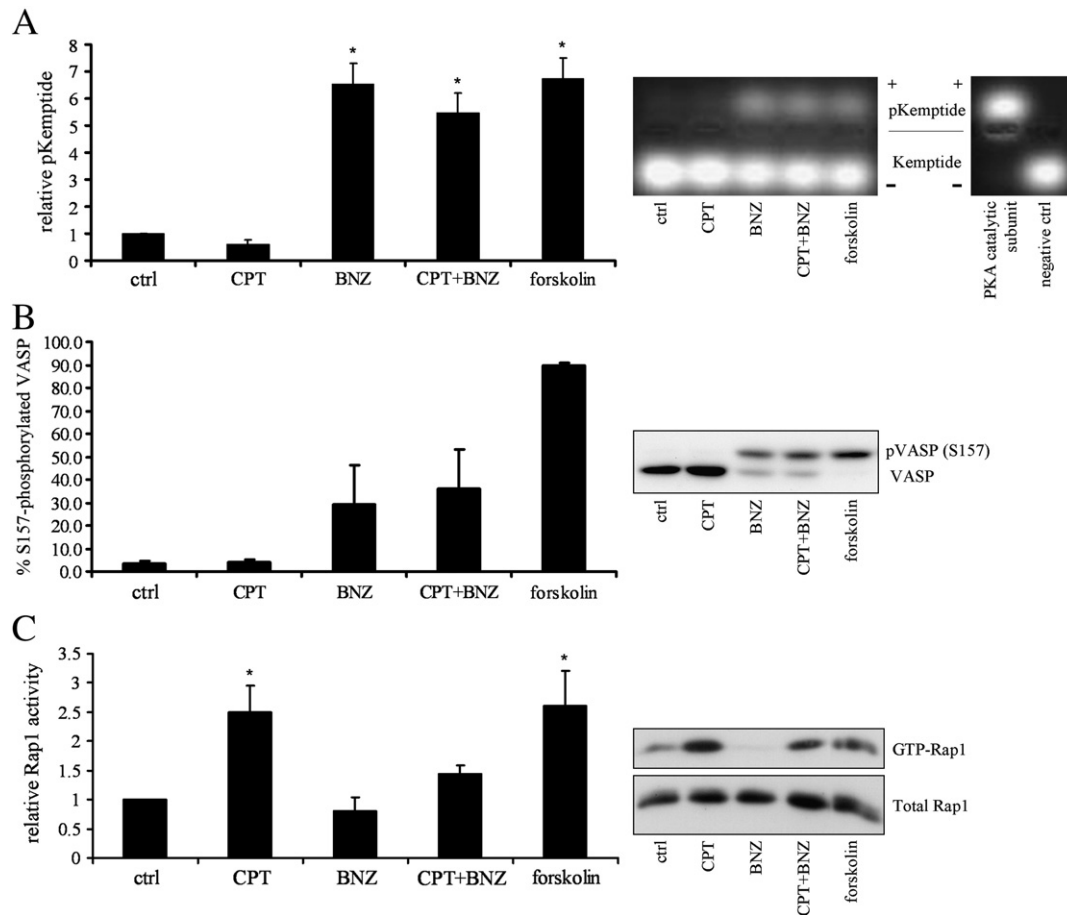 A
relative pKemptide
8
7
6
5
4
3
2
1
0
*
*
*
ctrl
CPT
BNZ
CPT+BNZ
forskolin
+ +
pKemptide
Kemptide
- -
ctrl
CPT
BNZ
CPT+BNZ
forskolin
PKA catalytic
subunit
negative ctrl
B
% S157-phosphorylated VASP
100.0
90.0
80.0
70.0
60.0
50.0
40.0
30.0
20.0
10.0
0.0
ctrl
CPT
BNZ
CPT+BNZ
forskolin
pVASP (S157)
VASP
ctrl
CPT
BNZ
CPT+BNZ
forskolin
C
relative Rap1 activity
3.5
3
2.5
2
1.5
1
0.5
0
*
*
ctrl
CPT
BNZ
CPT+BNZ
forskolin
GTP-Rap1
Total Rap1
ctrl
CPT
BNZ
CPT+BNZ
forskolin